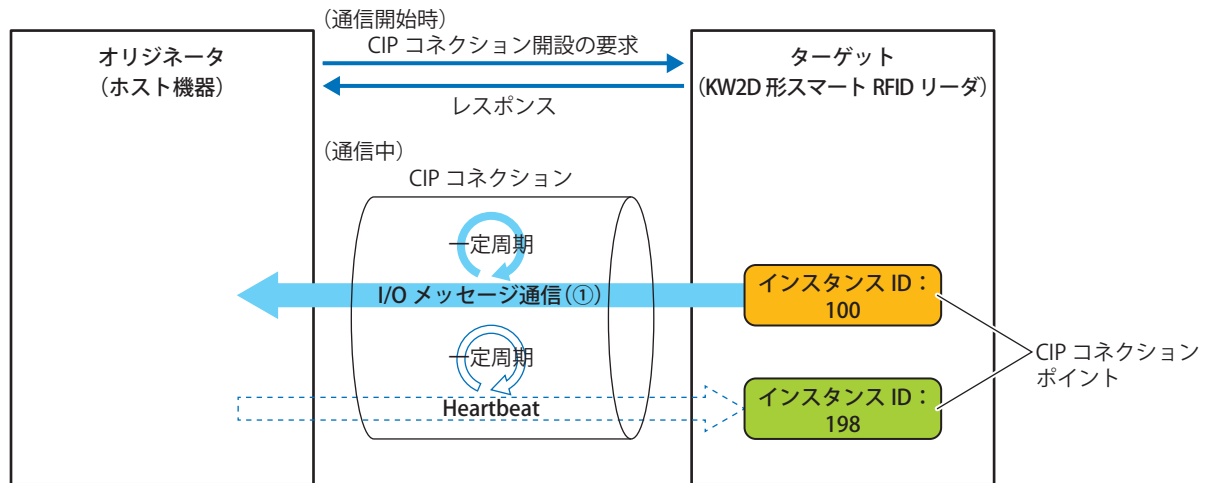 （通信開始時）
CIP コネクション開設の要求
オリジネータ
（ホスト機器）
ターゲット
（KW2D 形スマート RFID リーダ）
レスポンス
（通信中）
CIP コネクション
一定周期
I/O メッセージ通信（①）
インスタンス ID：
100
一定周期
CIP コネクション
ポイント
Heartbeat
インスタンス ID：
198